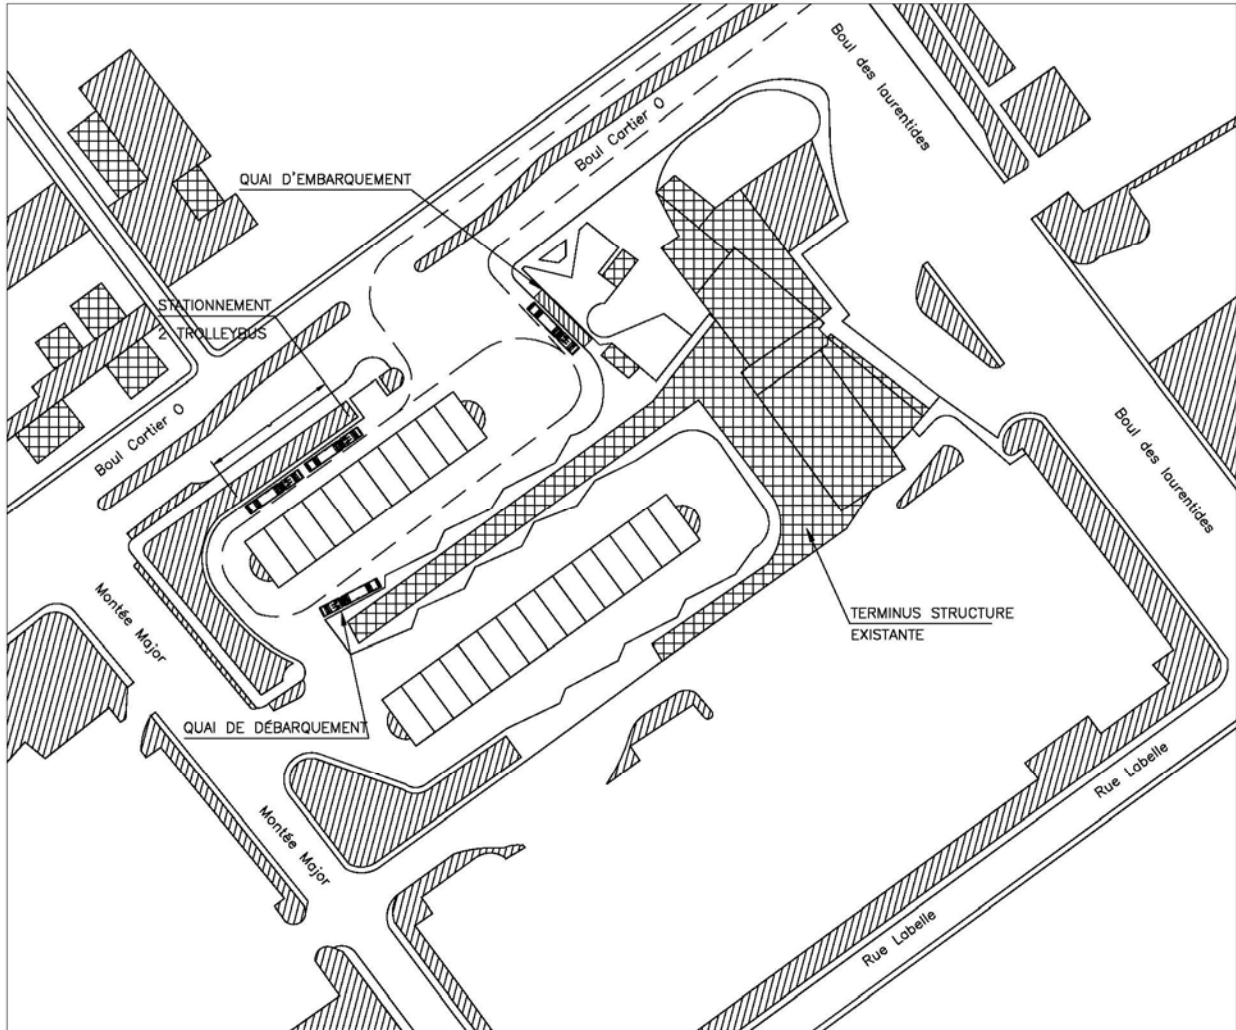 Boul des laurentides
Boul Cartier O
QUAI D'EMBARQUEMENT
STATIONNEMENT
2 TROLLEYBUS
Boul Cartier O
Boul des laurentides
Montée Major
TERMINUS STRUCTURE
EXISTANTE
QUAI DE DÉBARQUEMENT
Rue Labelle
Montée Major
Rue Labelle